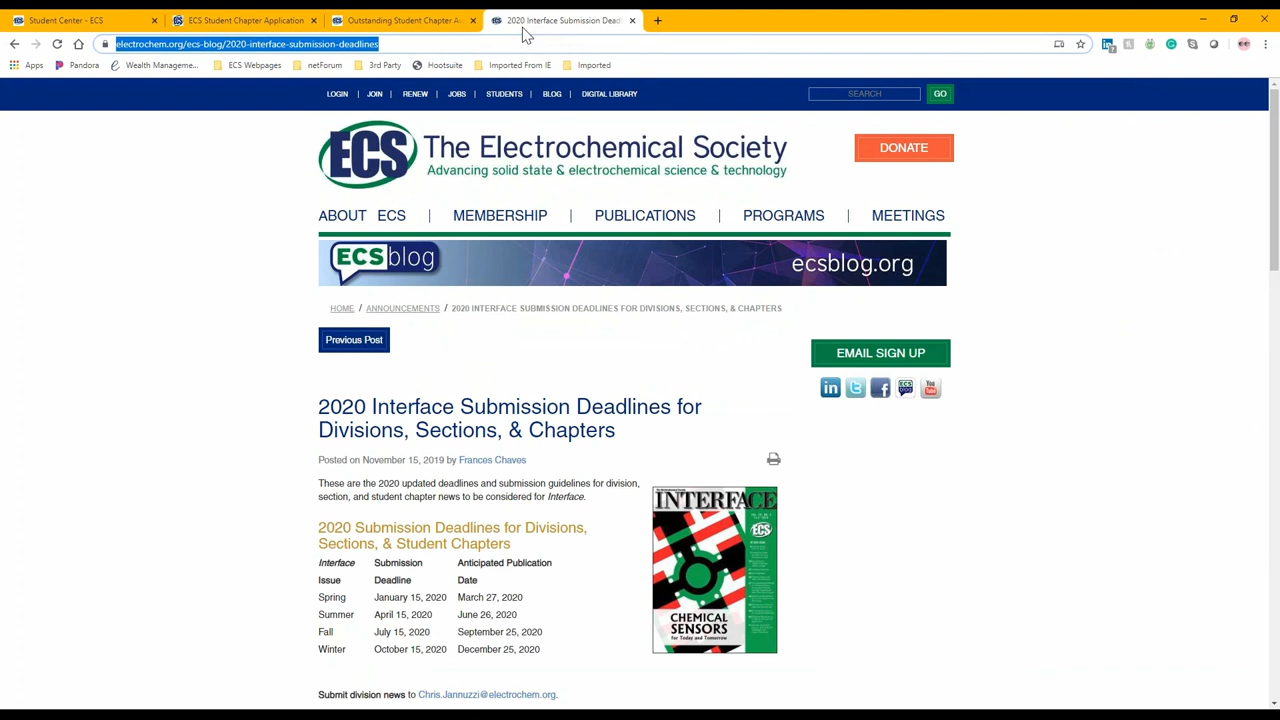 Student Center - ECS
ECS Student Chapter Application
Outstanding Student Chapter A
2020 Interface Submission Dead
electrochem.org/ecs-blog/2020-interface-submission-deadlines
Apps Pandora Wealth Manageme... ECS Webpages netForum 3rd Party Hootsuite Imported From IE Imported
LOGIN | JOIN | RENEW | JOBS | STUDENTS | BLOG | DIGITAL LIBRARY
SEARCH GO
ECS The Electrochemical Society
Advancing solid state & electrochemical science & technology
DONATE
ABOUT ECS | MEMBERSHIP | PUBLICATIONS | PROGRAMS | MEETINGS
ECSblog ecsblog.org
HOME / ANNOUNCEMENTS / 2020 INTERFACE SUBMISSION DEADLINES FOR DIVISIONS, SECTIONS, & CHAPTERS
Previous Post
EMAIL SIGN UP
2020 Interface Submission Deadlines for
Divisions, Sections, & Chapters
Posted on November 15, 2019 by Frances Chaves
These are the 2020 updated deadlines and submission guidelines for division,
section, and student chapter news to be considered for Interface.
2020 Submission Deadlines for Divisions,
Sections, & Student Chapters
Interface Submission Anticipated Publication
Issue Deadline Date
Spring January 15, 2020 March 27, 2020
Summer April 15, 2020 June 26, 2020
Fall July 15, 2020 September 25, 2020
Winter October 15, 2020 December 25, 2020
INTERFACE
ECS
CHEMICAL
SENSORS
for Today and Tomorrow
Submit division news to Chris.Jannuzzi@electrochem.org.